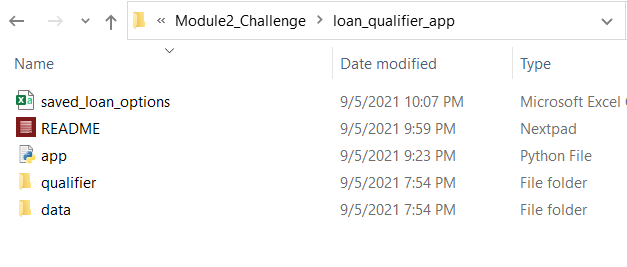 « Module2_Challenge > loan_qualifier_app
Name Date modified Type
saved_loan_options 9/5/2021 10:07 PM Microsoft Excel
README 9/5/2021 9:59 PM Nextpad
app 9/5/2021 9:23 PM Python File
qualifier 9/5/2021 7:54 PM File folder
data 9/5/2021 7:54 PM File folder